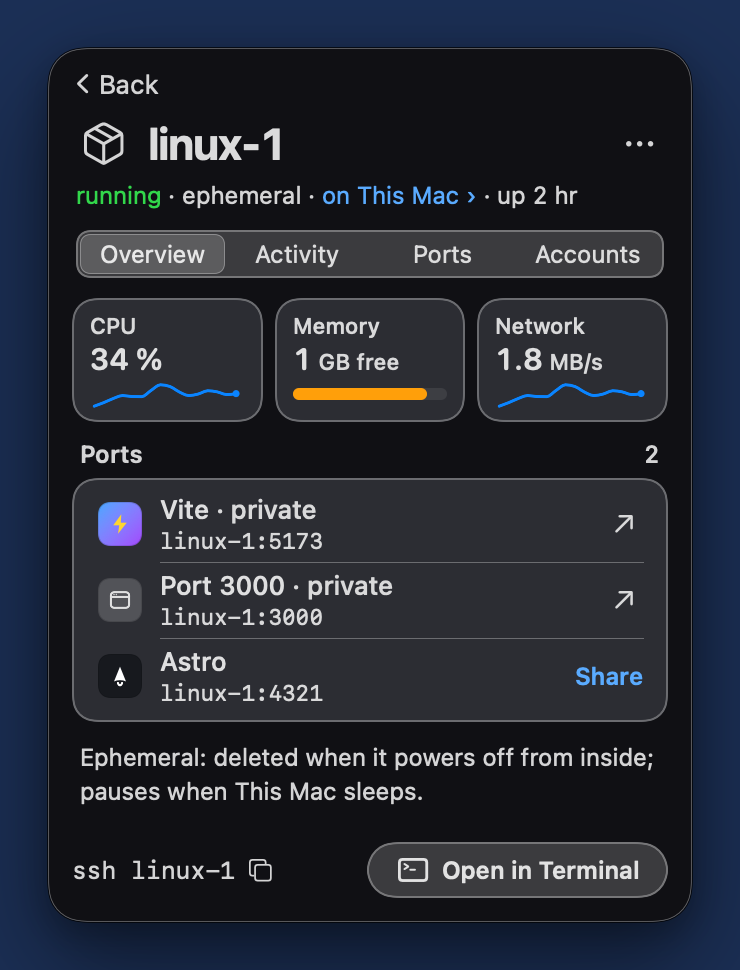 Back
linux-1
running · ephemeral · on This Mac › · up 2 hr
Overview Activity Ports Accounts
CPU Memory Network
34 % 1 GB free 1.8 MB/s
Ports 2
Vite · private
linux-1:5173
Port 3000 · private
linux-1:3000
Astro
linux-1:4321
Share
Ephemeral: deleted when it powers off from inside;
pauses when This Mac sleeps.
ssh linux-1 Open in Terminal